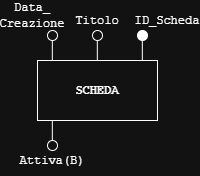 Data_
Creazione
Titolo
ID_Scheda
SCHEDA
Attiva(B)